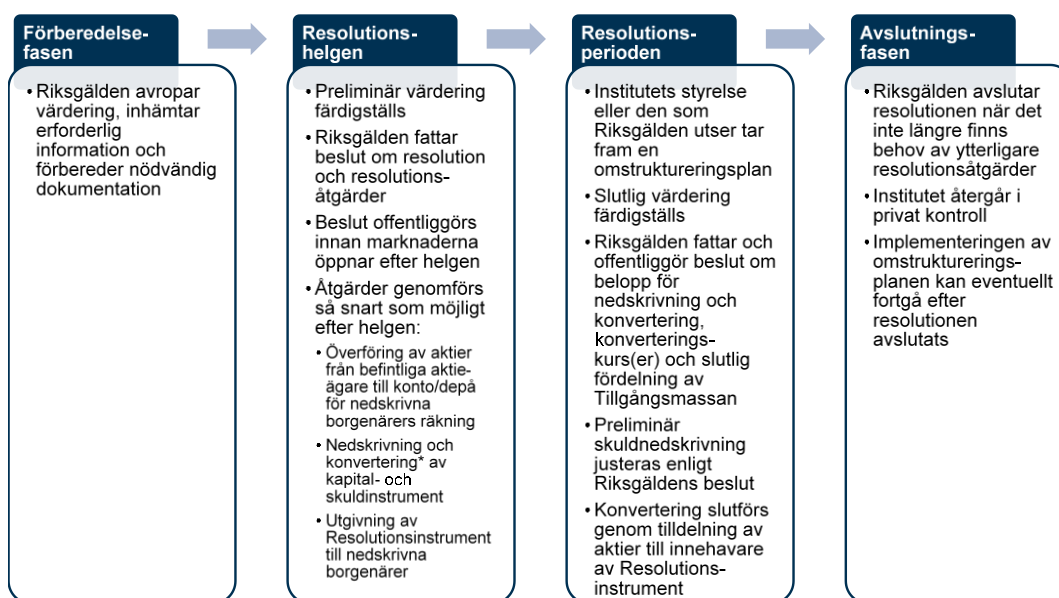 Förberedelse-
fasen
• Riksgälden avropar
värdering, inhämtar
erforderlig
information och
förbereder nödvändig
dokumentation
Resolutions-
helgen
• Preliminär värdering
färdigställs
• Riksgälden fattar
beslut om resolution
och resolutions-
åtgärder
• Beslut offentliggörs
innan marknaderna
öppnar efter helgen
• Åtgärder genomförs
så snart som möjligt
efter helgen:
• Överföring av aktier
från befintliga aktie-
ägare till konto/depå
för nedskrivna
borgenärers räkning
• Nedskrivning och
konvertering* av
kapital- och
skuldinstrument
• Utgivning av
Resolutionsinstrument
till nedskrivna
borgenärer
Resolutions-
perioden
• Institutets styrelse
eller den som
Riksgälden utser tar
fram en
omstruktureringsplan
• Slutlig värdering
färdigställs
• Riksgälden fattar och
offentliggör beslut om
belopp för
nedskrivning och
konvertering,
konverterings-
kurs(er) och slutlig
fördelning av
Tillgångsmassan
• Preliminär
skuldnedskrivning
justeras enligt
Riksgäldens beslut
• Konvertering slutförs
genom tilldelning av
aktier till innehavare
av Resolutions-
instrument
Avslutnings-
fasen
• Riksgälden avslutar
resolutionen när det
inte längre finns
behov av ytterligare
resolutionsåtgärder
• Institutet återgår i
privat kontroll
• Implementeringen av
omstrukturerings-
planen kan eventuellt
fortgå efter
resolutionen
avslutats